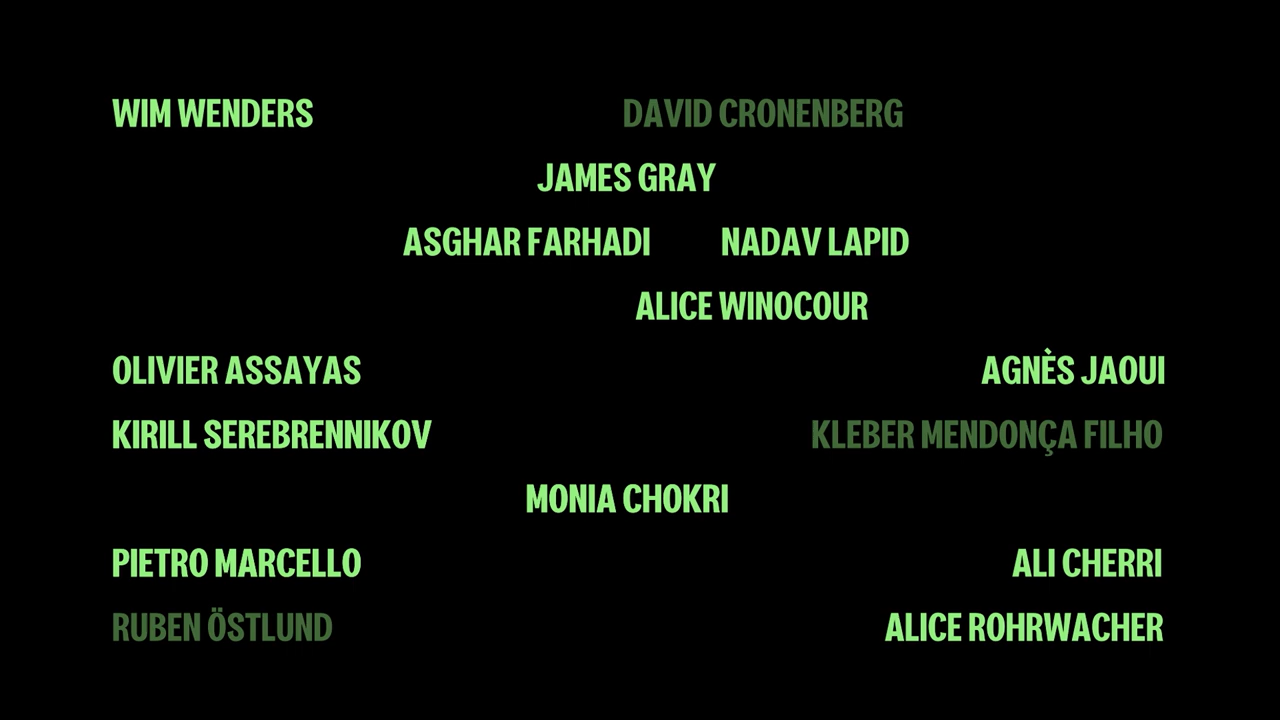 WIM WENDERS DAVID CRONENBERG
JAMES GRAY
ASGHAR FARHADI NADAV LAPID
ALICE WINOCOUR
OLIVIER ASSAYAS AGNÈS JAOUI
KIRILL SEREBRENNIKOV KLEBER MENDONÇA FILHO
MONIA CHOKRI
PIETRO MARCELLO ALI CHERRI
RUBEN ÖSTLUND ALICE ROHRWACHER